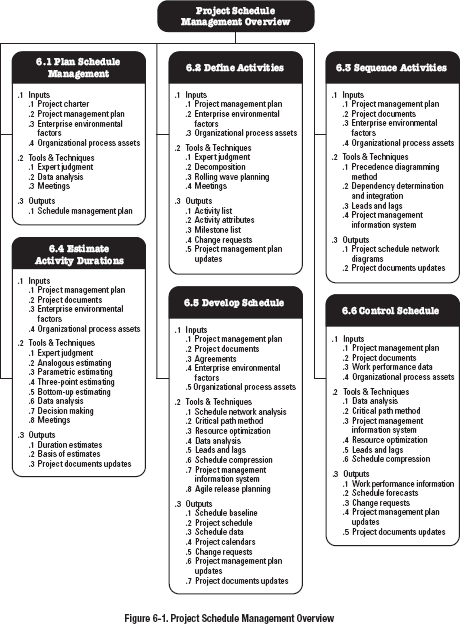 Project Schedule
Management Overview
6.1 Plan Schedule
Management
.1 Inputs
.1 Project charter
.2 Project management plan
.3 Enterprise environmental
factors
.4 Organizational process assets
.2 Tools & Techniques
.1 Expert judgment
.2 Data analysis
.3 Meetings
.3 Outputs
.1 Schedule management plan
6.2 Define Activities
.1 Inputs
.1 Project management plan
.2 Enterprise environmental
factors
.3 Organizational process assets
.2 Tools & Techniques
.1 Expert judgment
.2 Decomposition
.3 Rolling wave planning
.4 Meetings
.3 Outputs
.1 Activity list
.2 Activity attributes
.3 Milestone list
.4 Change requests
.5 Project management plan
updates
6.3 Sequence Activities
.1 Inputs
.1 Project management plan
.2 Project documents
.3 Enterprise environmental
factors
.4 Organizational process assets
.2 Tools & Techniques
.1 Precedence diagramming
method
.2 Dependency determination
and integration
.3 Leads and lags
.4 Project management
information system
.3 Outputs
.1 Project schedule network
diagrams
.2 Project documents updates
6.4 Estimate
Activity Durations
.1 Inputs
.1 Project management plan
.2 Project documents
.3 Enterprise environmental
factors
.4 Organizational process assets
.2 Tools & Techniques
.1 Expert judgment
.2 Analogous estimating
.3 Parametric estimating
.4 Three-point estimating
.5 Bottom-up estimating
.6 Data analysis
.7 Decision making
.8 Meetings
.3 Outputs
.1 Duration estimates
.2 Basis of estimates
.3 Project documents updates
6.5 Develop Schedule
.1 Inputs
.1 Project management plan
.2 Project documents
.3 Agreements
.4 Enterprise environmental
factors
.5 Organizational process assets
.2 Tools & Techniques
.1 Schedule network analysis
.2 Critical path method
.3 Resource optimization
.4 Data analysis
.5 Leads and lags
.6 Schedule compression
.7 Project management
information system
.8 Agile release planning
.3 Outputs
.1 Schedule baseline
.2 Project schedule
.3 Schedule data
.4 Project calendars
.5 Change requests
.6 Project management plan
updates
.7 Project documents updates
6.6 Control Schedule
.1 Inputs
.1 Project management plan
.2 Project documents
.3 Work performance data
.4 Organizational process assets
.2 Tools & Techniques
.1 Data analysis
.2 Critical path method
.3 Project management
information system
.4 Resource optimization
.5 Leads and lags
.6 Schedule compression
.3 Outputs
.1 Work performance information
.2 Schedule forecasts
.3 Change requests
.4 Project management plan
updates
.5 Project documents updates
Figure 6-1. Project Schedule Management Overview